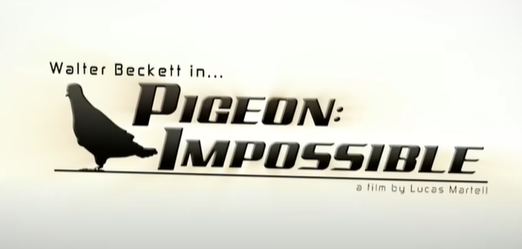 Walter Beckett in...
PIGEON:
IMPOSSIBLE
a film by Lucas Martell